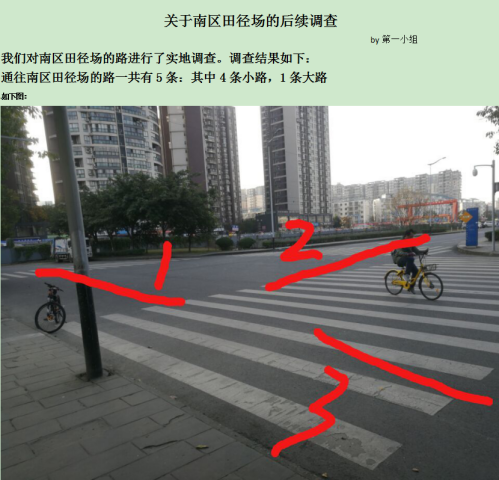 关于南区田径场的后续调查
by 第一小组
我们对南区田径场的路进行了实地调查。调查结果如下：
通往南区田径场的路一共有 5 条：其中 4 条小路，1 条大路
如下图：
1
2
3